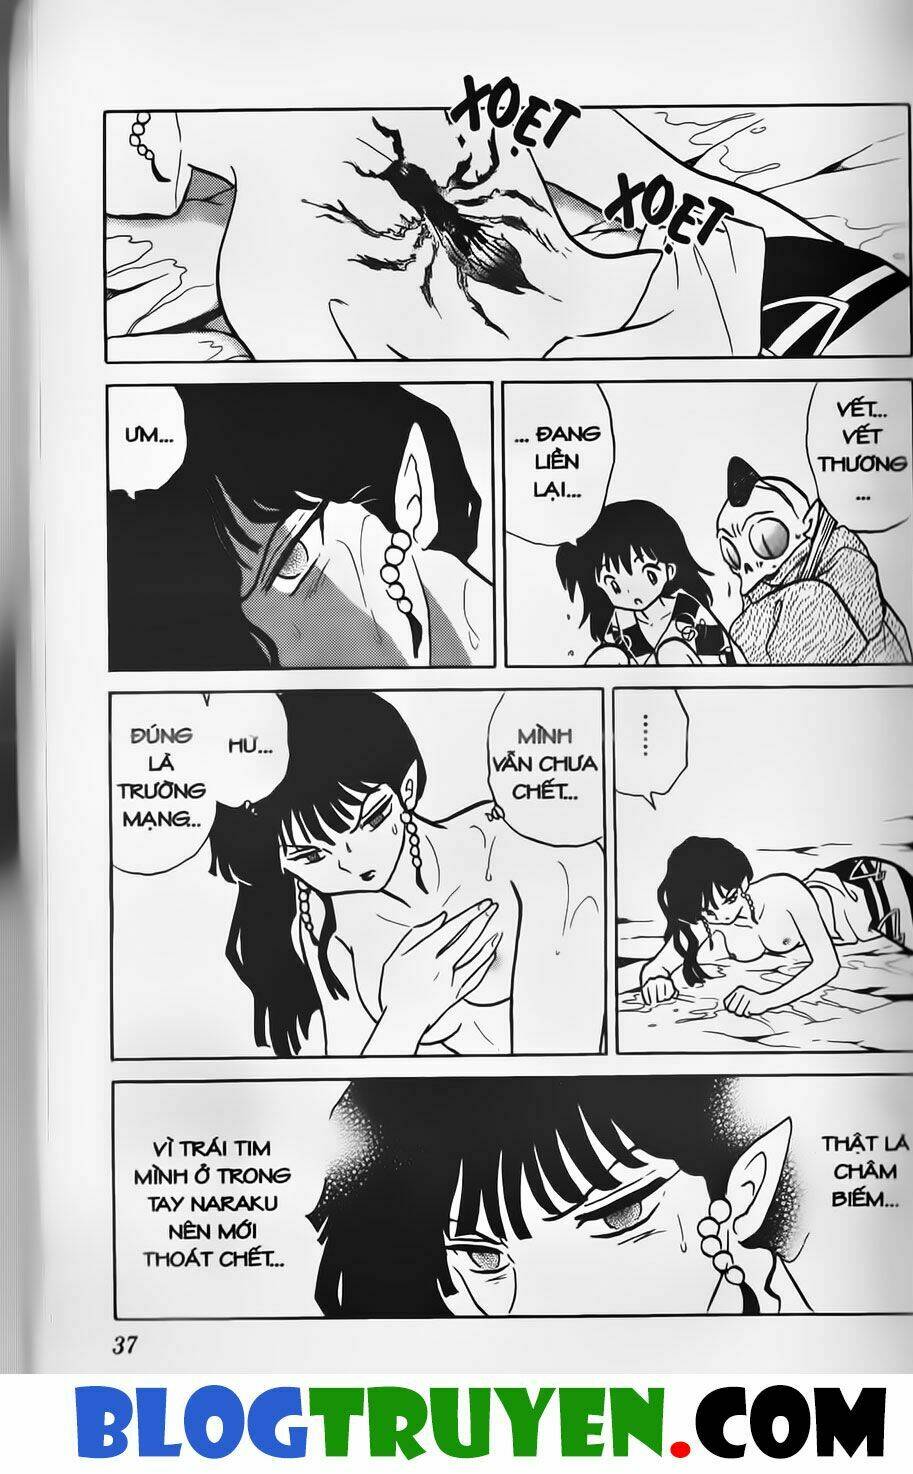 XOẸT
XOẸT
VẾT...
VẾT
THƯƠNG
...
... ĐANG
LIỀN
LẠI...
ƯM...
......
MÌNH
VẪN CHƯA
CHẾT...
HỪ...
ĐÚNG
LÀ
TRƯỜNG
MẠNG...
THẬT LÀ
CHÂM
BIẾM...
VÌ TRÁI TIM
MÌNH Ở TRONG
TAY NARAKU
NÊN MỚI
THOÁT CHẾT...
37
BLOGTRUYEN.COM